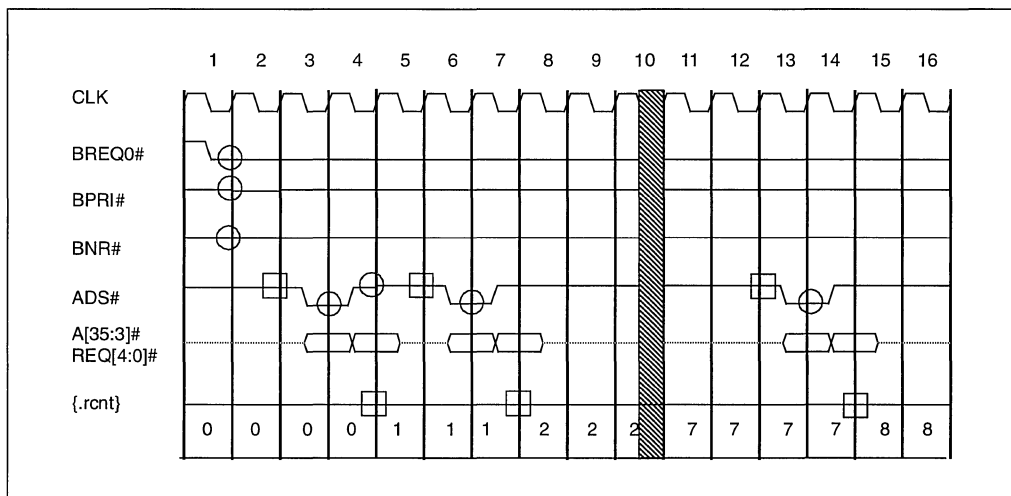 1 2 3 4 5 6 7 8 9 10 11 12 13 14 15 16
CLK
BREQ0#
BPRI#
BNR#
ADS#
A[35:3]#
REQ[4:0]#
{.rcnt}
0 0 0 0 1 1 1 2 2 2 7 7 7 7 8 8